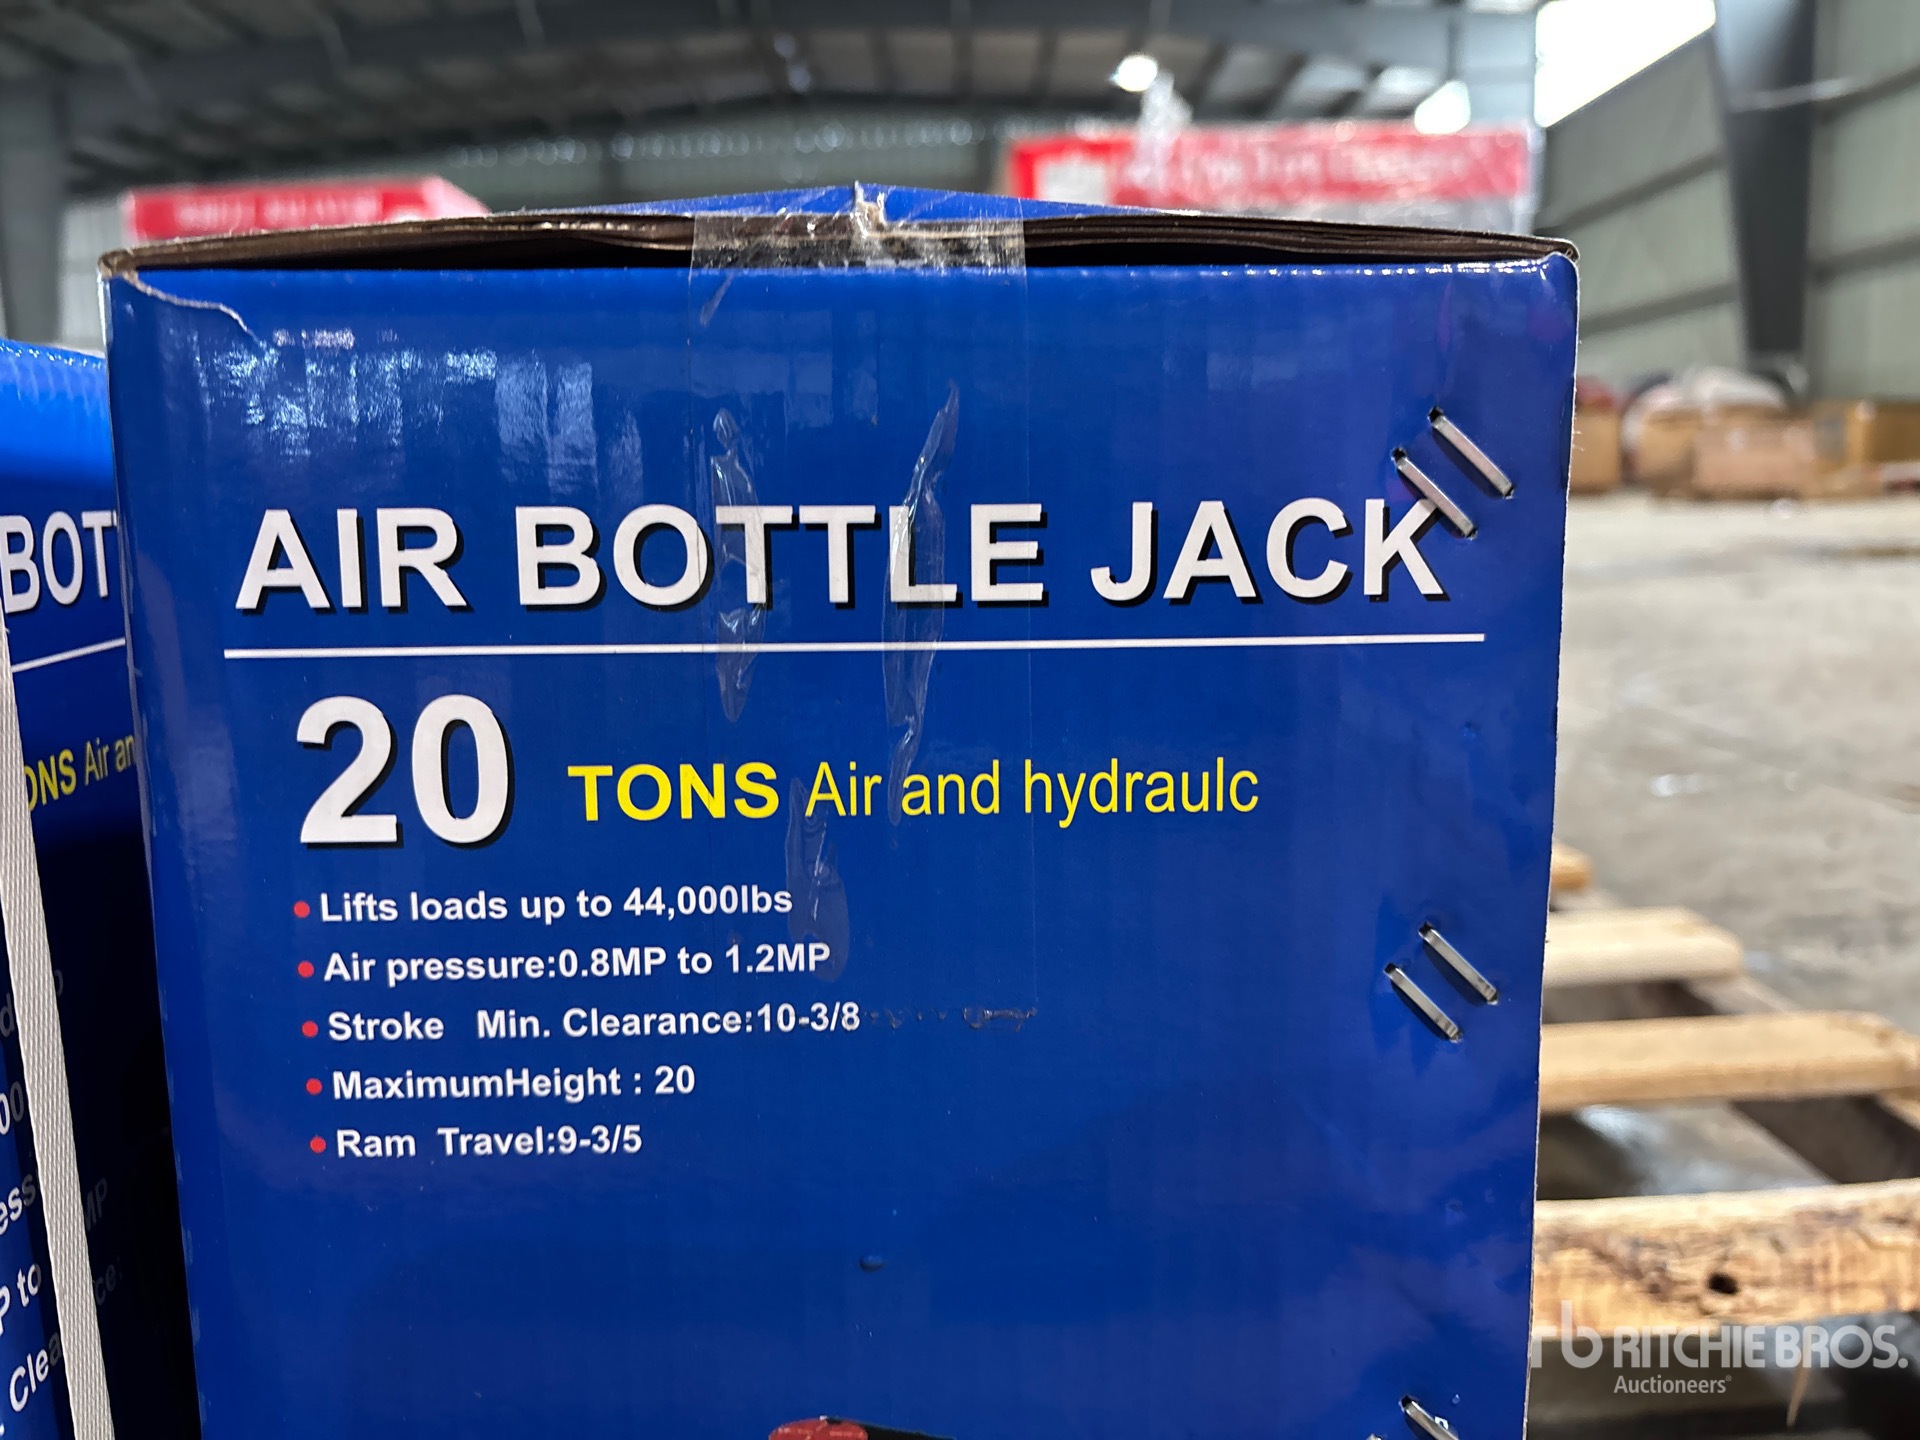 AIR BOTTLE JACK
20 TONS Air and hydraulc
• Lifts loads up to 44,000lbs
• Air pressure:0.8MP to 1.2MP
• Stroke Min. Clearance:10-3/8
• MaximumHeight : 20
• Ram Travel:9-3/5
BOT
ONS Air an
RITCHIE BROS.
Auctioneers